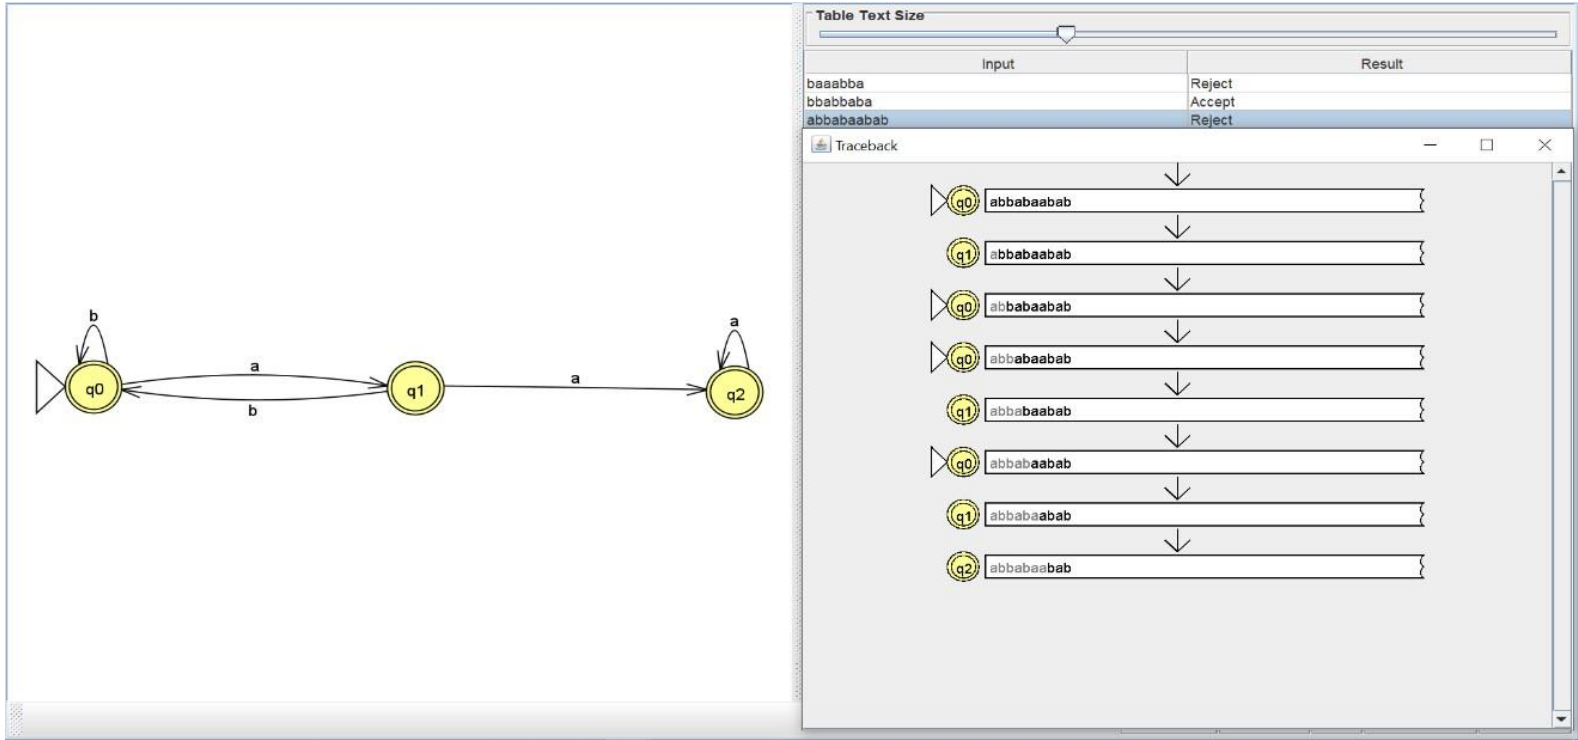 Table Text Size
Input Result
baaabba Reject
bbabbaba Accept
abbabaabab Reject
Traceback
q0 abbabaabab
q1 abbabaabab
q0 abbabaabab
q0 abbabaabab
q1 abbabaabab
q0 abbabaabab
q1 abbabaabab
q2 abbabaabab
b
a
a
a
b
q0
q1
q2